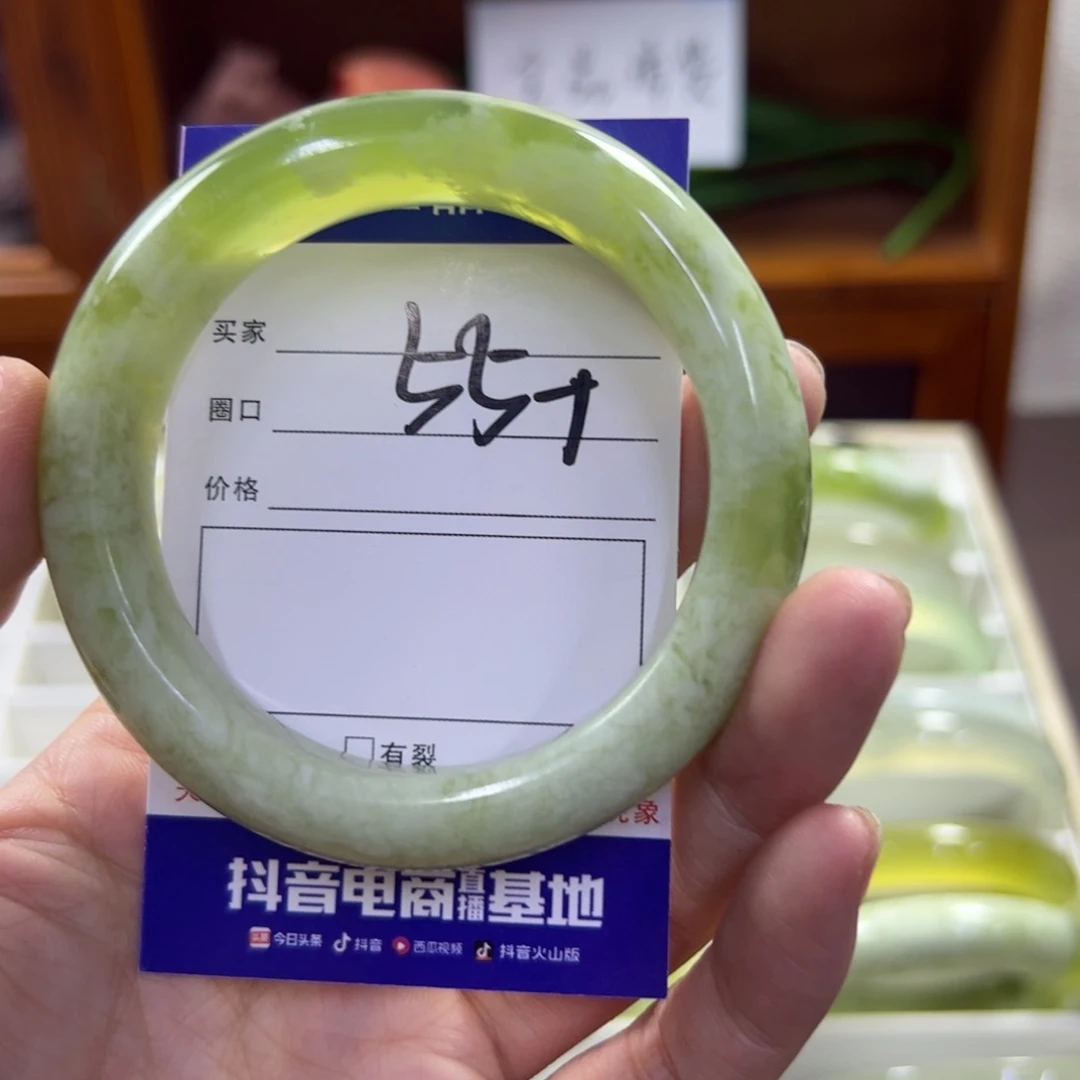 买家
圈口 55+
价格
有裂
象
抖音电商直播基地
今日头条 抖音 西瓜视频 抖音火山版